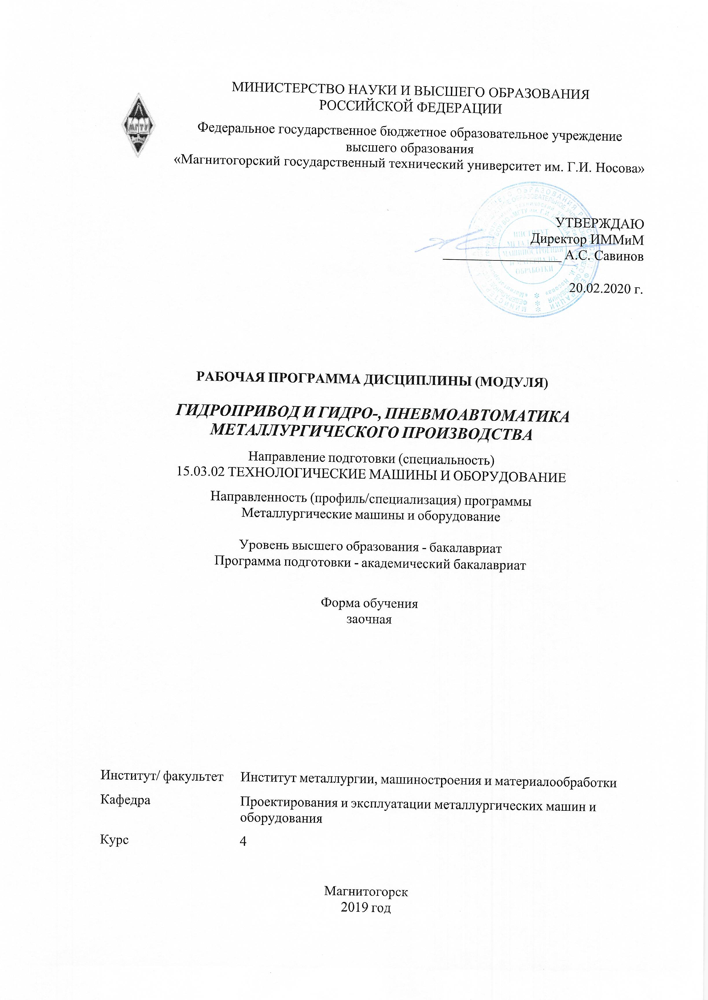 МИНИСТЕРСТВО НАУКИ И ВЫСШЕГО ОБРАЗОВАНИЯ
РОССИЙСКОЙ ФЕДЕРАЦИИ
МГТУ
Федеральное государственное бюджетное образовательное учреждение
высшего образования
«Магнитогорский государственный технический университет им. Г.И. Носова»
УТВЕРЖДАЮ
Директор ИММиМ
А.С. Савинов
20.02.2020 г.
ИНСТИТУТ
МАШИНОСТРОЕНИЯ
ОБРАБОТКИ
РАБОЧАЯ ПРОГРАММА ДИСЦИПЛИНЫ (МОДУЛЯ)
ГИДРОПРИВОД И ГИДРО-, ПНЕВМОАВТОМАТИКА
МЕТАЛЛУРГИЧЕСКОГО ПРОИЗВОДСТВА
Направление подготовки (специальность)
15.03.02 ТЕХНОЛОГИЧЕСКИЕ МАШИНЫ И ОБОРУДОВАНИЕ
Направленность (профиль/специализация) программы
Металлургические машины и оборудование
Уровень высшего образования - бакалавриат
Программа подготовки - академический бакалавриат
Форма обучения
заочная
Институт/ факультет Институт металлургии, машиностроения и материалообработки
Кафедра Проектирования и эксплуатации металлургических машин и
оборудования
Курс 4
Магнитогорск
2019 год